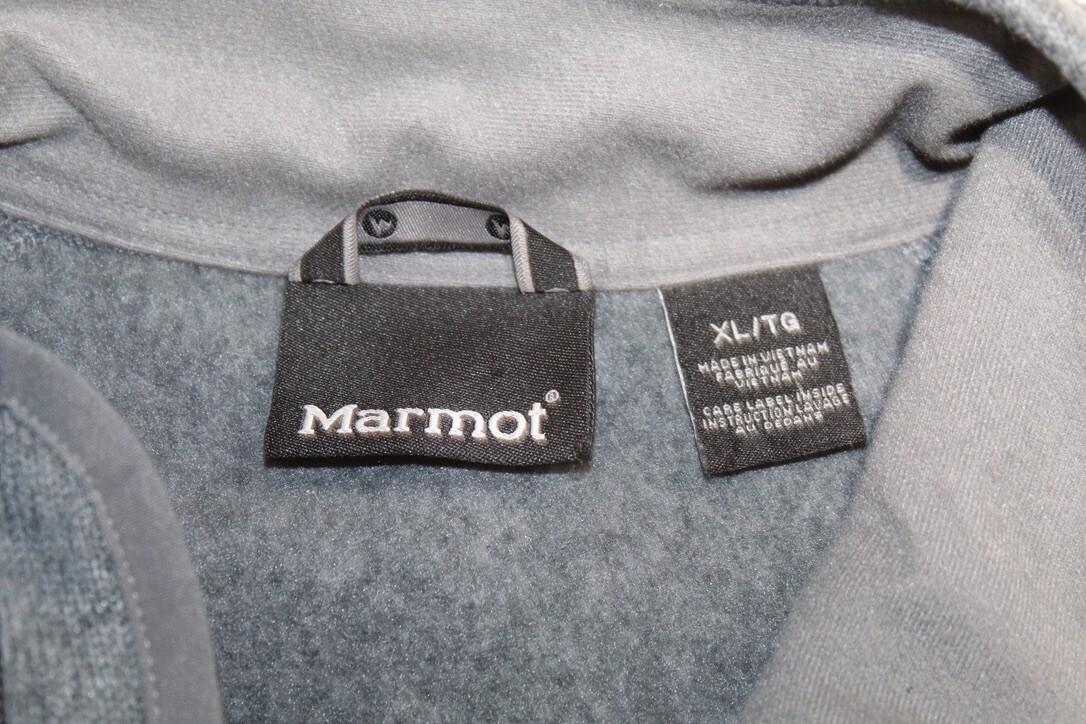 Marmot®
XL/TG
MADE IN VIETNAM
FABRIQUÉ AU
VIETNAM
CARE LABEL INSIDE
INSTRUCTION LAVAGE
AU DEDANS